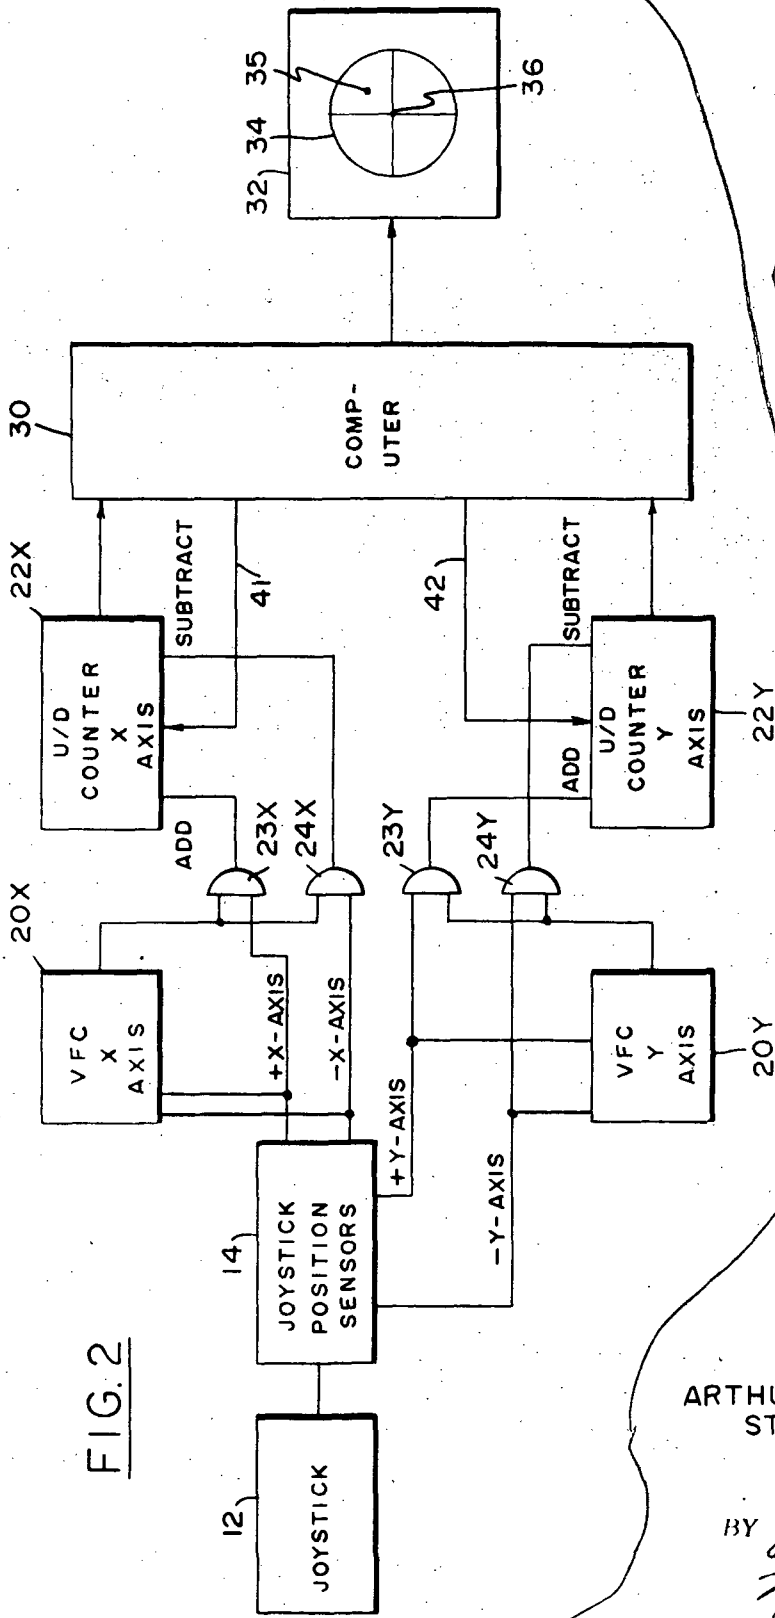 FIG. 2
12
JOYSTICK
14
JOYSTICK
POSITION
SENSORS
+X-AXIS
-X-AXIS
+Y-AXIS
-Y-AXIS
20X
VFC
X
AXIS
VFC
Y
AXIS
20Y
23X
24X
23Y
24Y
ADD
SUBTRACT
22X
U/D
COUNTER
X
AXIS
41
42
ADD
SUBTRACT
U/D
COUNTER
Y
AXIS
22Y
30
COMP-
UTER
32
34
35
36
ARTHU
ST
BY